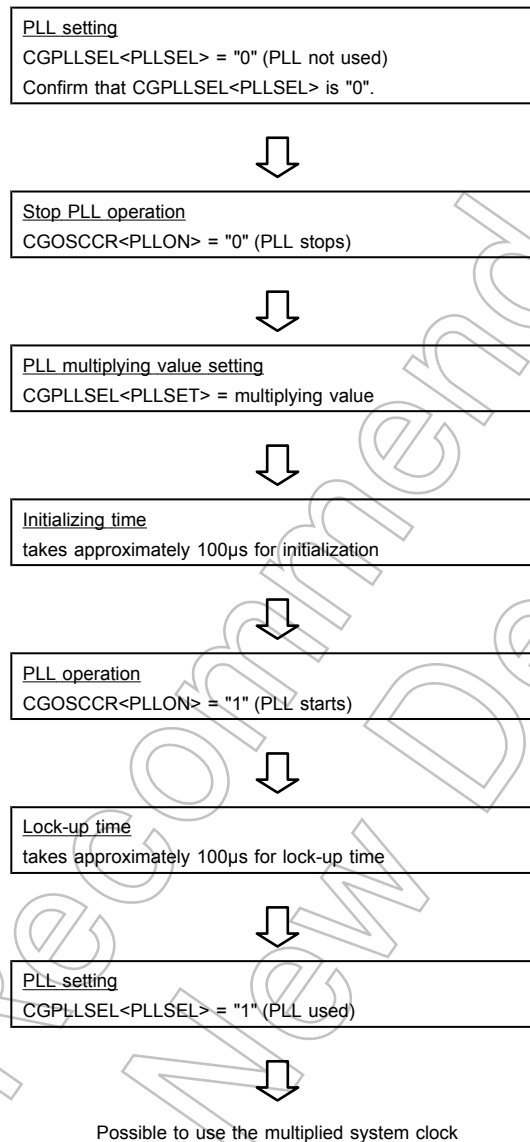 PLL setting
CGPLLSEL<PLLSEL> = "0" (PLL not used)
Confirm that CGPLLSEL<PLLSEL> is "0".
Stop PLL operation
CGOSCCR<PLLON> = "0" (PLL stops)
PLL multiplying value setting
CGPLLSEL<PLLSET> = multiplying value
Initializing time
takes approximately 100µs for initialization
PLL operation
CGOSCCR<PLLON> = "1" (PLL starts)
Lock-up time
takes approximately 100µs for lock-up time
PLL setting
CGPLLSEL<PLLSEL> = "1" (PLL used)
Possible to use the multiplied system clock
Recommend
New De